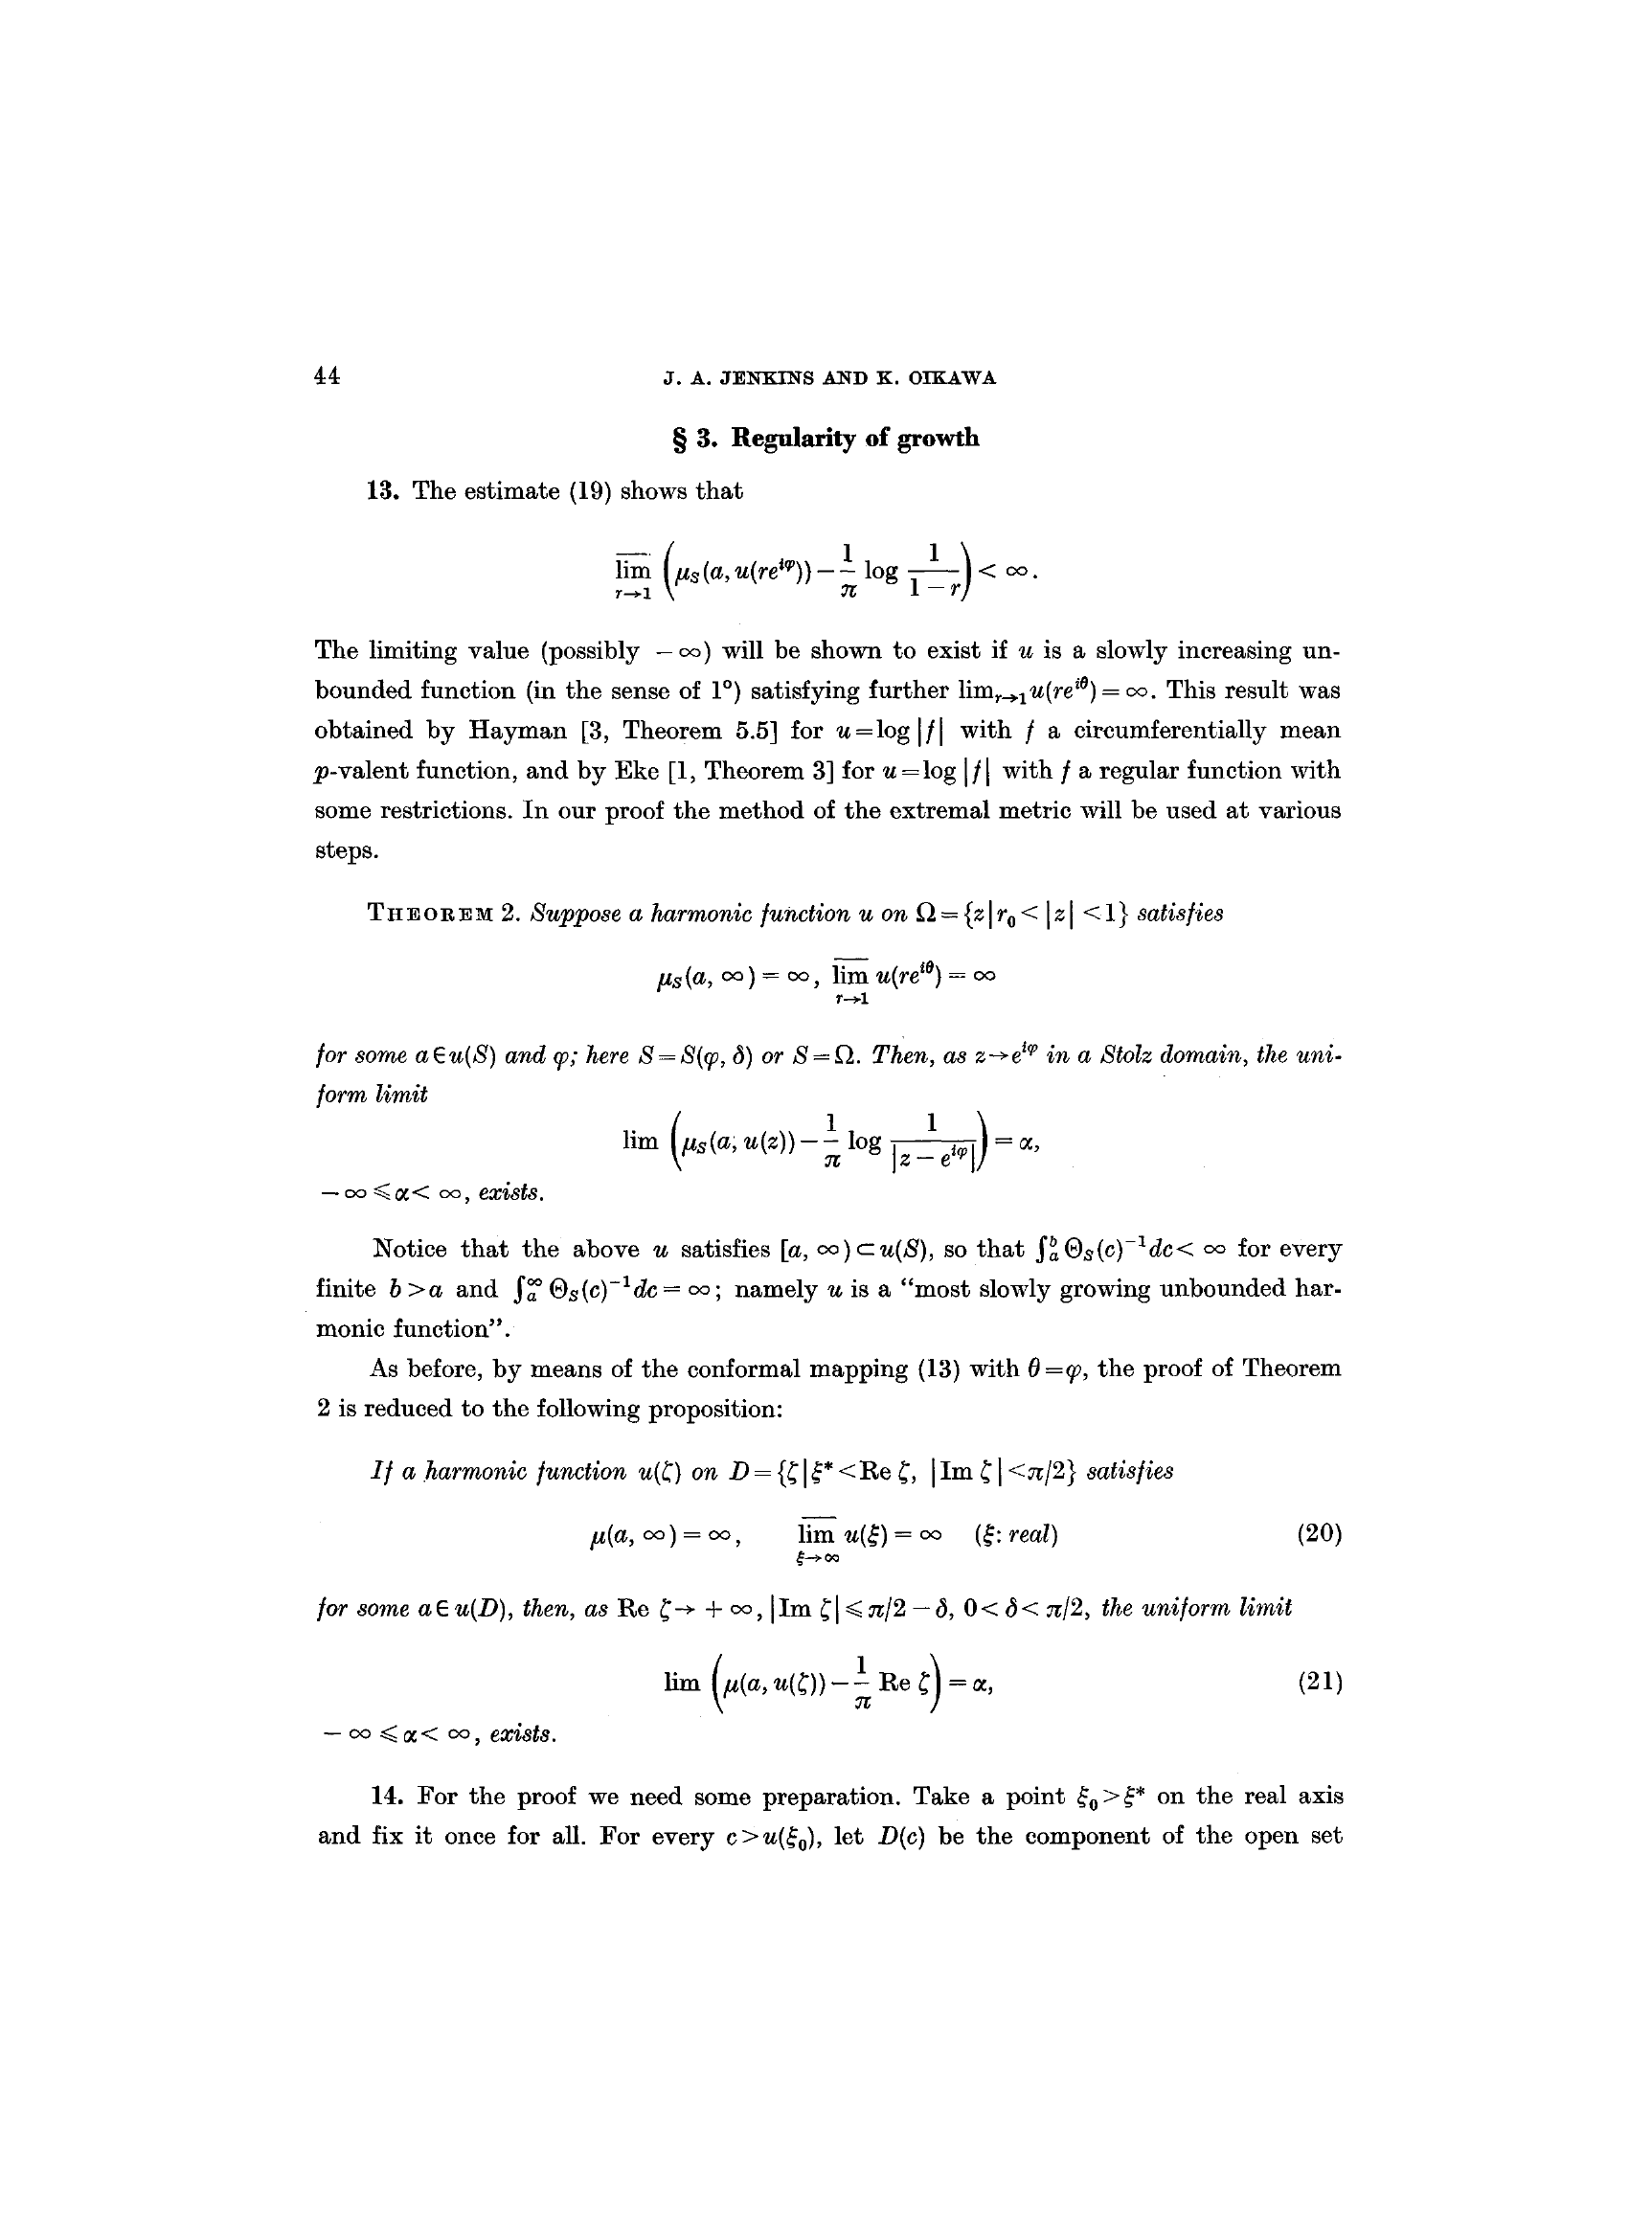 44 J. A. JENKINS AND K. OIKAWA
§ 3. Regularity of growth
13. The estimate (19) shows that
$\overline{\lim}_{r\to 1} \left( \mu_S(a, u(re^{i\varphi})) - \frac{1}{\pi} \log \frac{1}{1-r} \right) < \infty.$
The limiting value (possibly $-\infty$) will be shown to exist if u is a slowly increasing un-
bounded function (in the sense of 1°) satisfying further $\lim_{r\to 1} u(re^{i\theta}) = \infty$. This result was
obtained by Hayman [3, Theorem 5.5] for $u = \log |f|$ with f a circumferentially mean
p-valent function, and by Eke [1, Theorem 3] for $u = \log |f|$ with f a regular function with
some restrictions. In our proof the method of the extremal metric will be used at various
steps.
THEOREM 2. Suppose a harmonic function u on $\Omega = \{z | r_0 < |z| < 1\}$ satisfies
$\mu_S(a, \infty) = \infty, \overline{\lim}_{r\to 1} u(re^{i\theta}) = \infty$
for some $a \in u(S)$ and $\varphi$; here $S = S(\varphi, \delta)$ or $S = \Omega$. Then, as $z \to e^{i\varphi}$ in a Stolz domain, the uni-
form limit
$\lim \left( \mu_S(a, u(z)) - \frac{1}{\pi} \log \frac{1}{|z - e^{i\varphi}|} \right) = \alpha,$
$-\infty \leqslant \alpha < \infty$, exists.
Notice that the above u satisfies $[a, \infty) \subset u(S)$, so that $\int_a^b \Theta_S(c)^{-1} dc < \infty$ for every
finite $b > a$ and $\int_a^\infty \Theta_S(c)^{-1} dc = \infty$; namely u is a “most slowly growing unbounded har-
monic function”.
As before, by means of the conformal mapping (13) with $\theta = \varphi$, the proof of Theorem
2 is reduced to the following proposition:
If a harmonic function $u(\zeta)$ on $D = \{\zeta | \xi^* < \operatorname{Re} \zeta, |\operatorname{Im} \zeta| < \pi/2\}$ satisfies
$\mu(a, \infty) = \infty, \quad \overline{\lim}_{\xi\to\infty} u(\xi) = \infty \quad (\xi: real)$ (20)
for some $a \in u(D)$, then, as $\operatorname{Re} \zeta \to +\infty, |\operatorname{Im} \zeta| \leqslant \pi/2 - \delta, 0 < \delta < \pi/2$, the uniform limit
$\lim \left( \mu(a, u(\zeta)) - \frac{1}{\pi} \operatorname{Re} \zeta \right) = \alpha,$ (21)
$-\infty \leqslant \alpha < \infty$, exists.
14. For the proof we need some preparation. Take a point $\xi_0 > \xi^*$ on the real axis
and fix it once for all. For every $c > u(\xi_0)$, let $D(c)$ be the component of the open set